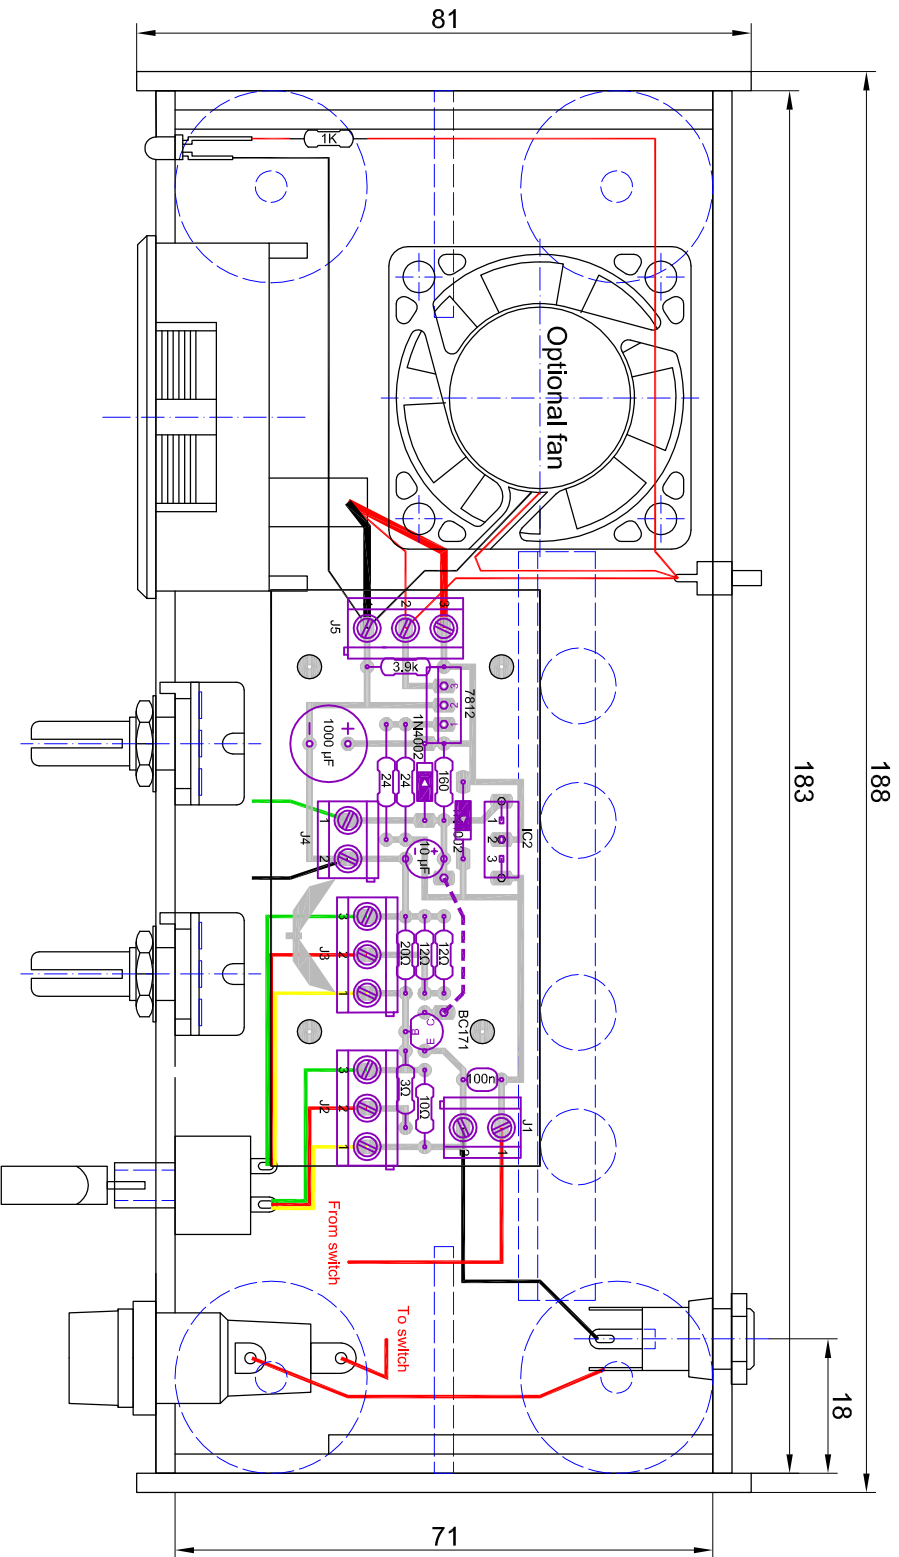 81
1K
Optional fan
188
183
1
2
3
J5
3.9k
3
2
1
7812
+
-
1000 µF
1N4002
24
24
160
1N4002
1
2
3
IC2
1
2
J4
+
-
10 µF
3
2
1
J3
20Ω
12Ω
12Ω
C
B
E
BC171
100n
3
2
1
J2
3Ω
10Ω
J1
1
2
From switch
To switch
18
71